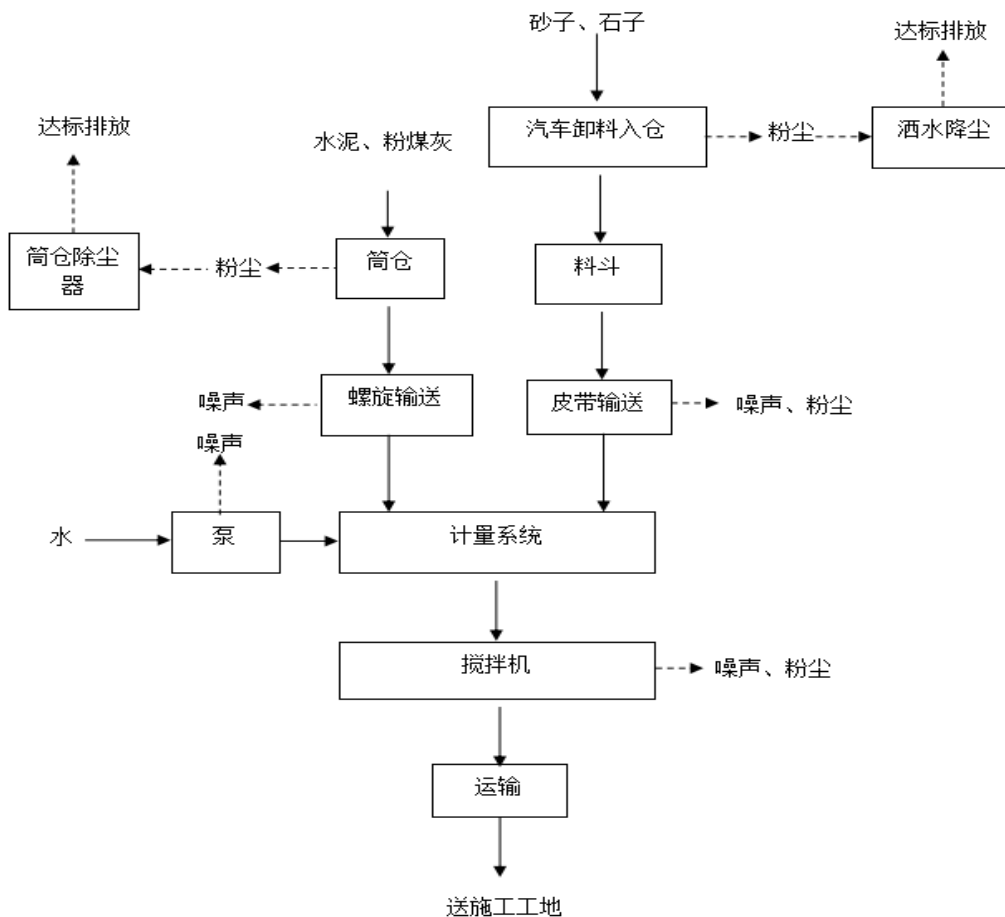 砂子、石子
达标排放
达标排放
水泥、粉煤灰
汽车卸料入仓
粉尘
洒水降尘
筒仓除尘
器
粉尘
筒仓
料斗
噪声
螺旋输送
皮带输送
噪声、粉尘
噪声
水
泵
计量系统
搅拌机
噪声、粉尘
运输
送施工工地